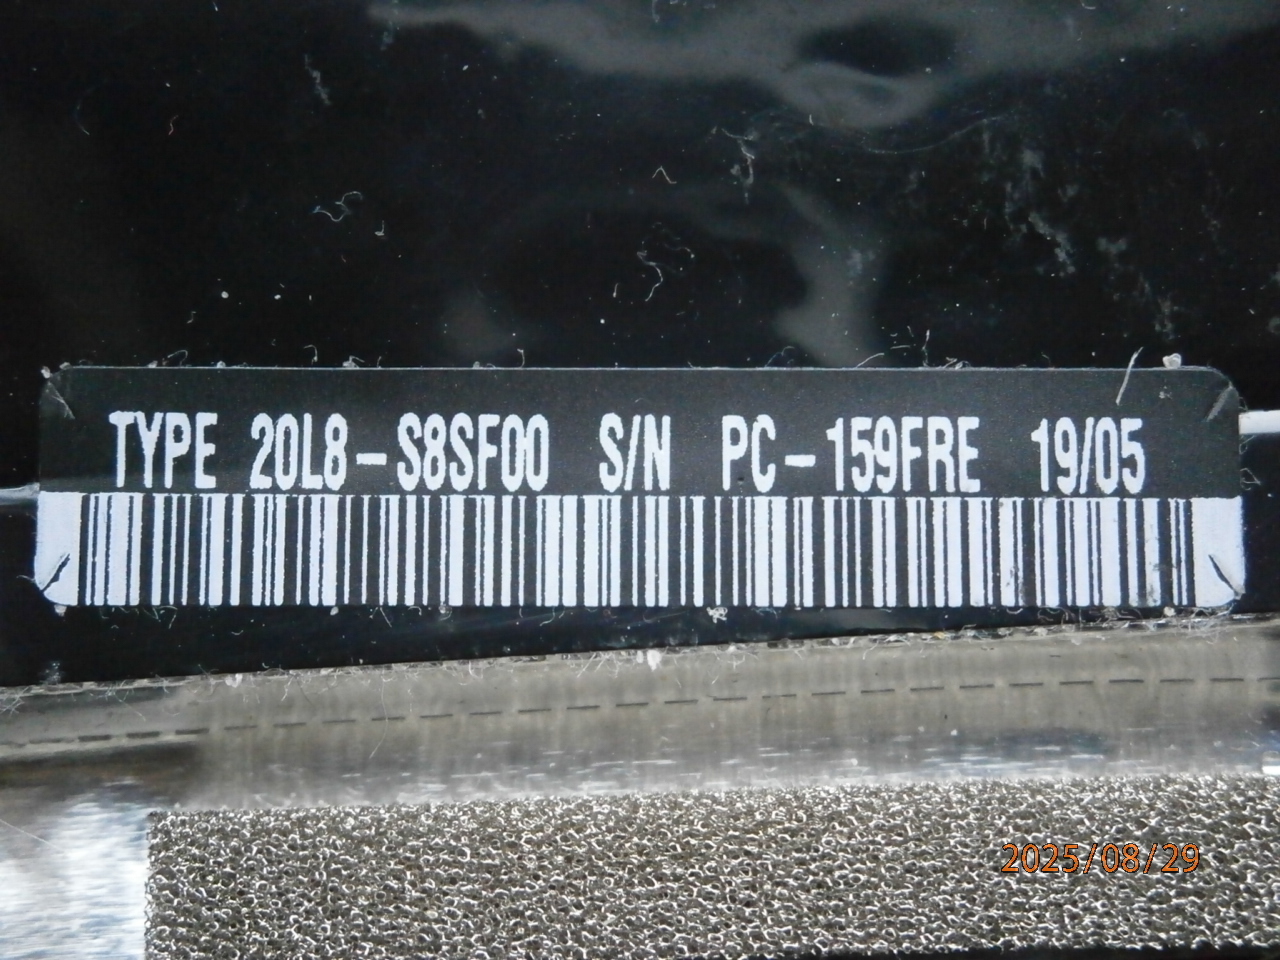 TYPE 20L8-S8SF00 S/N PC-159FRE 19/05
2025/08/29